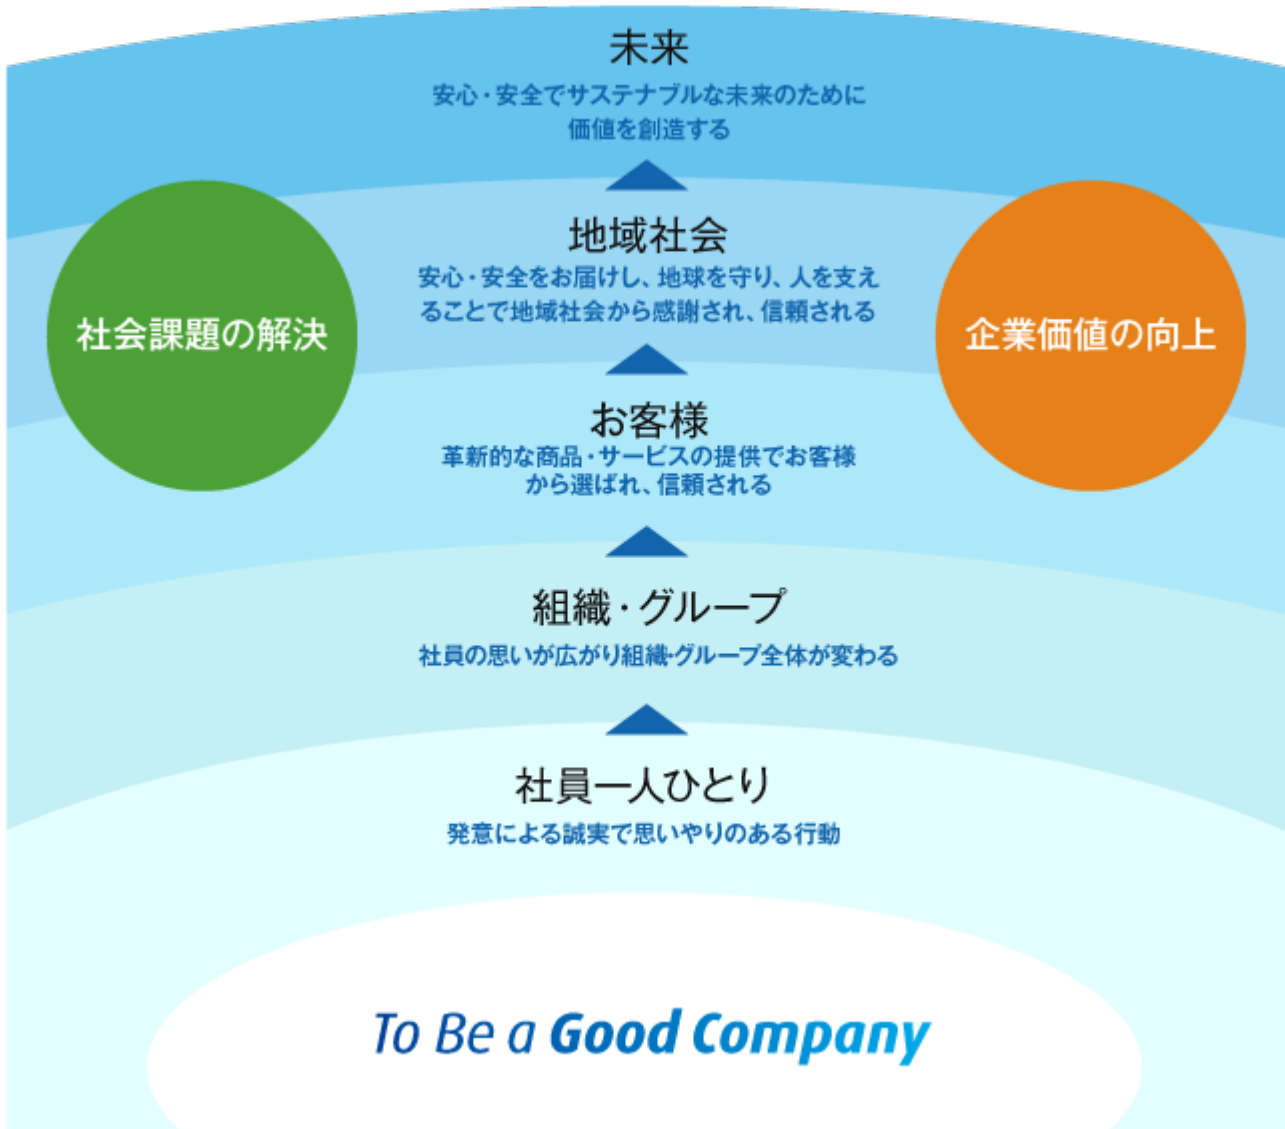 未来
安心・安全でサステナブルな未来のために
価値を創造する
地域社会
安心・安全をお届けし、地球を守り、人を支え
ることで地域社会から感謝され、信頼される
社会課題の解決
企業価値の向上
お客様
革新的な商品・サービスの提供でお客様
から選ばれ、信頼される
組織・グループ
社員の思いが広がり組織・グループ全体が変わる
社員一人ひとり
発意による誠実で思いやりのある行動
To Be a Good Company